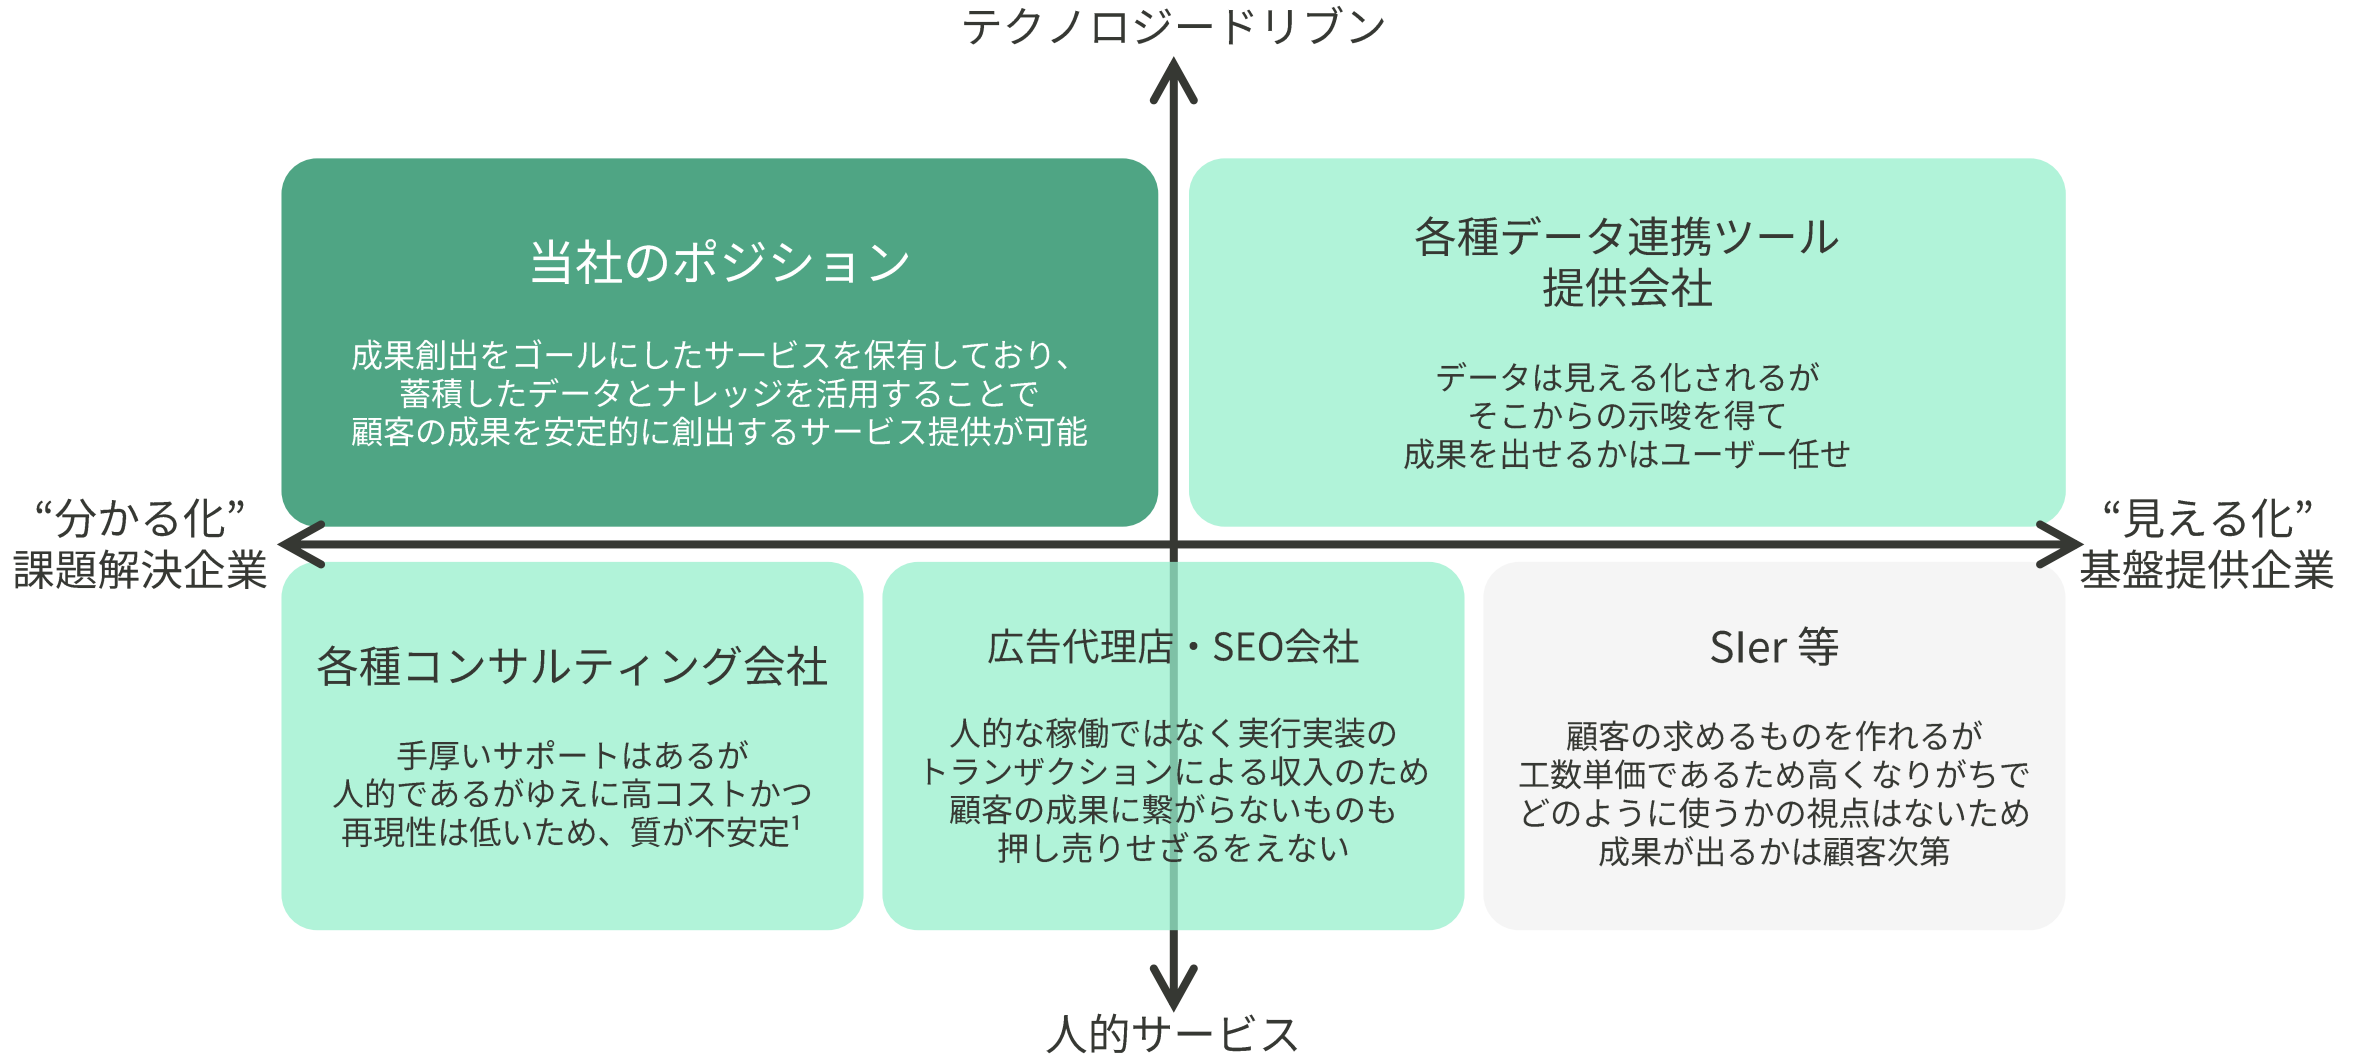 テクノロジードリブン
当社のポジション
成果創出をゴールにしたサービスを保有しており、
蓄積したデータとナレッジを活用することで
顧客の成果を安定的に創出するサービス提供が可能
各種データ連携ツール
提供会社
データは見える化されるが
そこからの示唆を得て
成果を出せるかはユーザー任せ
“分かる化”
課題解決企業
“見える化”
基盤提供企業
各種コンサルティング会社
手厚いサポートはあるが
人的であるがゆえに高コストかつ
再現性は低いため、質が不安定¹
広告代理店・SEO会社
人的な稼働ではなく実行実装の
トランザクションによる収入のため
顧客の成果に繋がらないものも
押し売りせざるをえない
SIer 等
顧客の求めるものを作れるが
工数単価であるため高くなりがちで
どのように使うかの視点はないため
成果が出るかは顧客次第
人的サービス